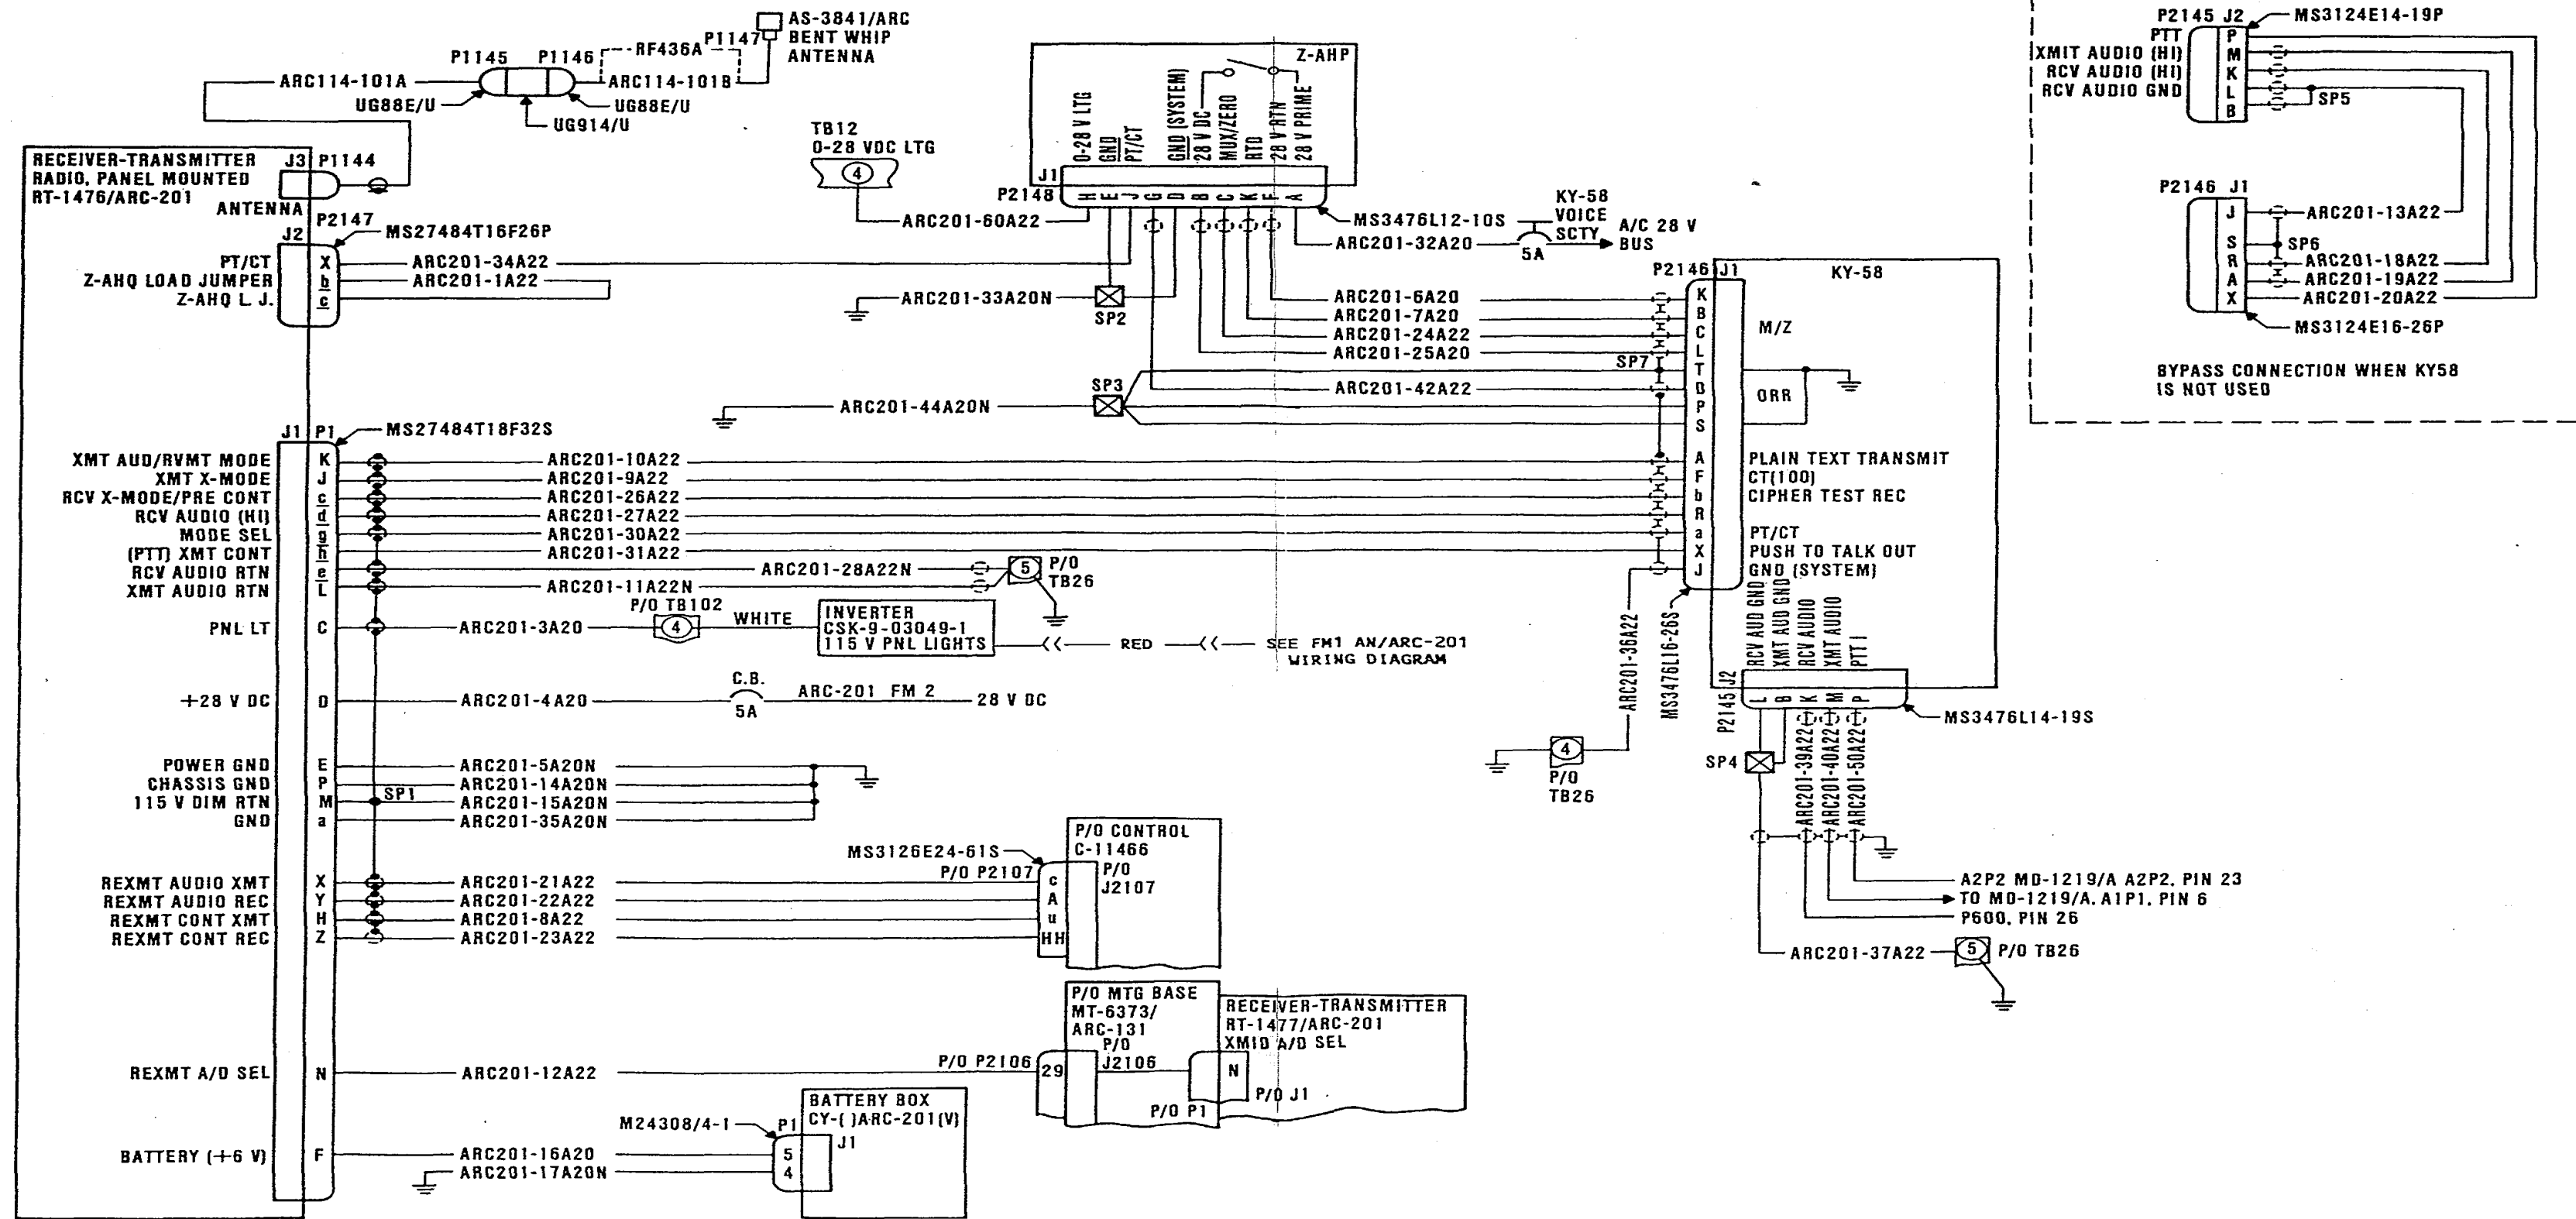 AS-3841/ARC
BENT WHIP
ANTENNA
P1147
RF436A
P1145
P1146
ARC114-101A
ARC114-101B
UG88E/U
UG88E/U
UG914/U
RECEIVER-TRANSMITTER
RADIO, PANEL MOUNTED
RT-1476/ARC-201
J3 P1144
ANTENNA
P2147
J2
MS27484T16F26P
PT/CT X ARC201-34A22
Z-AHQ LOAD JUMPER b ARC201-1A22
Z-AHQ L. J. c
TB12
0-28 VDC LTG
4
ARC201-60A22
Z-AHP
0-28 V LTG
GND
PT/CT
GND (SYSTEM)
28 V DC
MUX/ZERO
RTD
28 V RTN
28 V PRIME
J1
P2148
H E J G D B C K F A
MS3476L12-10S
ARC201-32A20
KY-58
VOICE
SCTY
5A
A/C 28 V
BUS
ARC201-33A20N
SP2
ARC201-6A20
ARC201-7A20
ARC201-24A22
ARC201-25A20
SP7
ARC201-42A22
SP3
ARC201-44A20N
P2146 J1
KY-58
K
B
C
L
T
D
P
S
M/Z
ORR
A PLAIN TEXT TRANSMIT
F CT(100)
b CIPHER TEST REC
R
a PT/CT
X PUSH TO TALK OUT
J GND (SYSTEM)
J1 P1
MS27484T18F32S
XMT AUD/RVMT MODE K ARC201-10A22
XMT X-MODE J ARC201-9A22
RCV X-MODE/PRE CONT c ARC201-26A22
RCV AUDIO (HI) d ARC201-27A22
MODE SEL g ARC201-30A22
(PTT) XMT CONT h ARC201-31A22
RCV AUDIO RTN e ARC201-28A22N
XMT AUDIO RTN L ARC201-11A22N
5 P/O
TB26
PNL LT C ARC201-3A20
P/O TB102
4
WHITE
INVERTER
CSK-9-03049-1
115 V PNL LIGHTS
RED
SEE FM1 AN/ARC-201
WIRING DIAGRAM
+28 V DC D ARC201-4A20
C.B.
5A
ARC-201 FM 2
28 V DC
POWER GND E ARC201-5A20N
CHASSIS GND P ARC201-14A20N
115 V DIM RTN M SP1 ARC201-15A20N
GND a ARC201-35A20N
REXMT AUDIO XMT X ARC201-21A22
REXMT AUDIO REC Y ARC201-22A22
REXMT CONT XMT H ARC201-8A22
REXMT CONT REC Z ARC201-23A22
MS3126E24-61S
P/O P2107
c
A
u
HH
P/O CONTROL
C-11466
P/O
J2107
REXMT A/D SEL N ARC201-12A22
P/O P2106
29
P/O MTG BASE
MT-6373/
ARC-131
P/O
J2106
RECEIVER-TRANSMITTER
RT-1477/ARC-201
XMID A/D SEL
N
P/O J1
P/O P1
BATTERY BOX
CY-( )ARC-201(V)
M24308/4-1
P1
J1
BATTERY (+6 V) F ARC201-16A20 5
ARC201-17A20N 4
ARC201-36A22
MS3476L16-26S
4
P/O
TB26
RCV AUD GND
XMT AUD GND
RCV AUDIO
XMT AUDIO
PTT I
P2145 J2
L B K M P
MS3476L14-19S
SP4
ARC201-39A22
ARC201-40A22
ARC201-50A22
A2P2 MD-1219/A A2P2, PIN 23
TO MD-1219/A, A1P1, PIN 6
P600, PIN 26
ARC201-37A22
5 P/O TB26
P2145 J2
MS3124E14-19P
PTT P
XMIT AUDIO (HI) M
RCV AUDIO (HI) K
RCV AUDIO GND L
B
SP5
P2146 J1
J ARC201-13A22
S SP6
R ARC201-18A22
A ARC201-19A22
X ARC201-20A22
MS3124E16-26P
BYPASS CONNECTION WHEN KY58
IS NOT USED